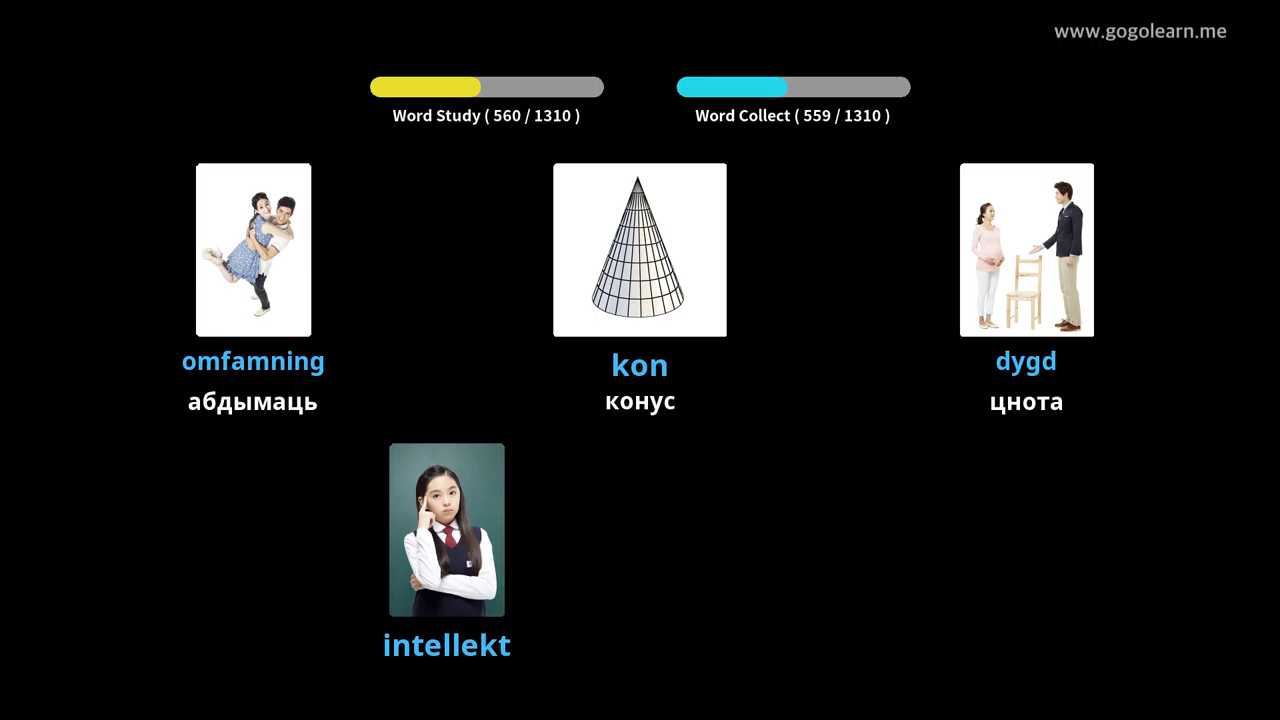 www.gogolearn.me
Word Study ( 560 / 1310 )
Word Collect ( 559 / 1310 )
omfamning
абдымаць
kon
конус
dygd
цнота
intellekt